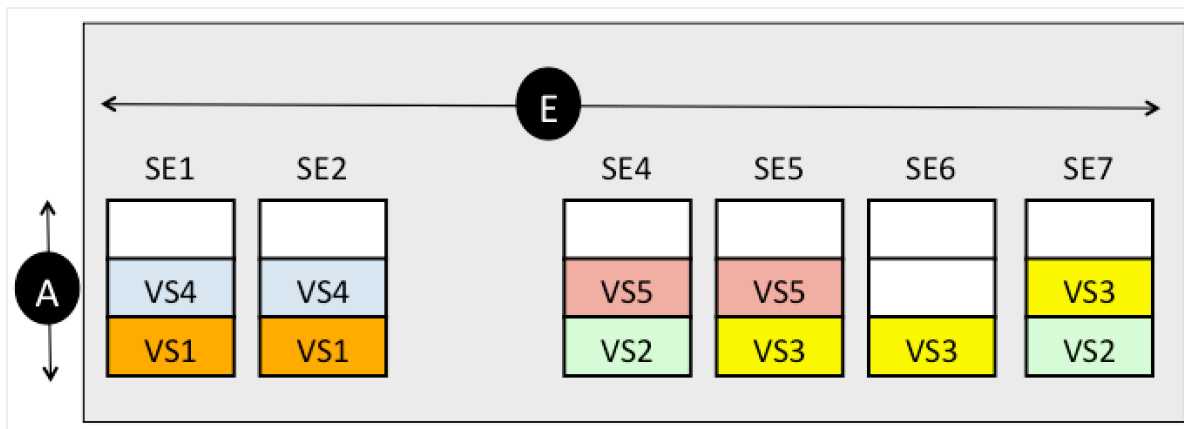 E
SE1 SE2 SE4 SE5 SE6 SE7
A
VS4 VS4 VS5 VS5 VS3
VS1 VS1 VS2 VS3 VS3 VS2